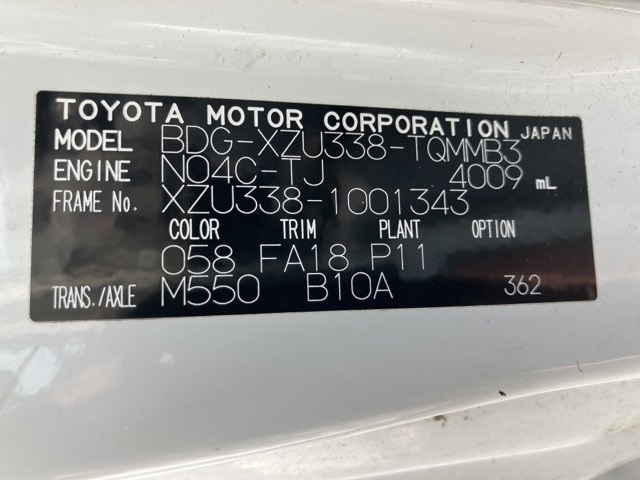 TOYOTA MOTOR CORPORATION JAPAN
MODEL BDG-XZU338-TQMMB3
ENGINE N04C-TJ 4009 mL
FRAME No. XZU338-1001343
COLOR TRIM PLANT OPTION
058 FA18 P11
TRANS./AXLE M550 B10A 362